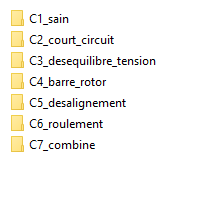 C1_sain
C2_court_circuit
C3_desequilibre_tension
C4_barre_rotor
C5_desalignement
C6_roulement
C7_combine